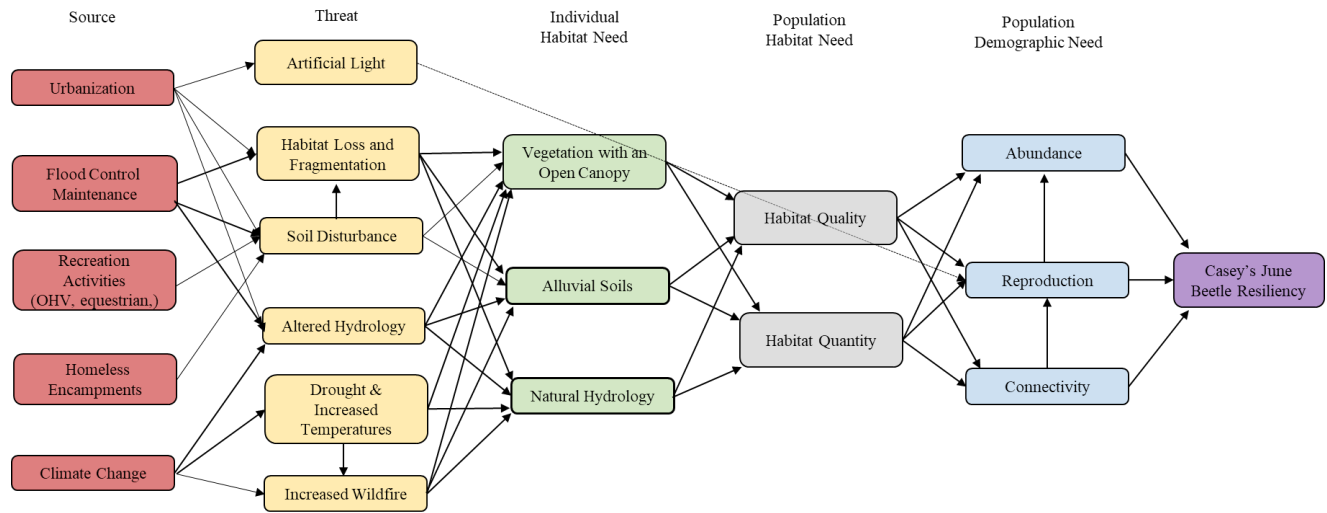 Source
Threat
Individual
Habitat Need
Population
Habitat Need
Population
Demographic Need
Urbanization
Flood Control
Maintenance
Recreation
Activities
(OHV, equestrian,)
Homeless
Encampments
Climate Change
Artificial Light
Habitat Loss and
Fragmentation
Soil Disturbance
Altered Hydrology
Drought &
Increased
Temperatures
Increased Wildfire
Vegetation with an
Open Canopy
Alluvial Soils
Natural Hydrology
Habitat Quality
Habitat Quantity
Abundance
Reproduction
Connectivity
Casey's June
Beetle Resiliency